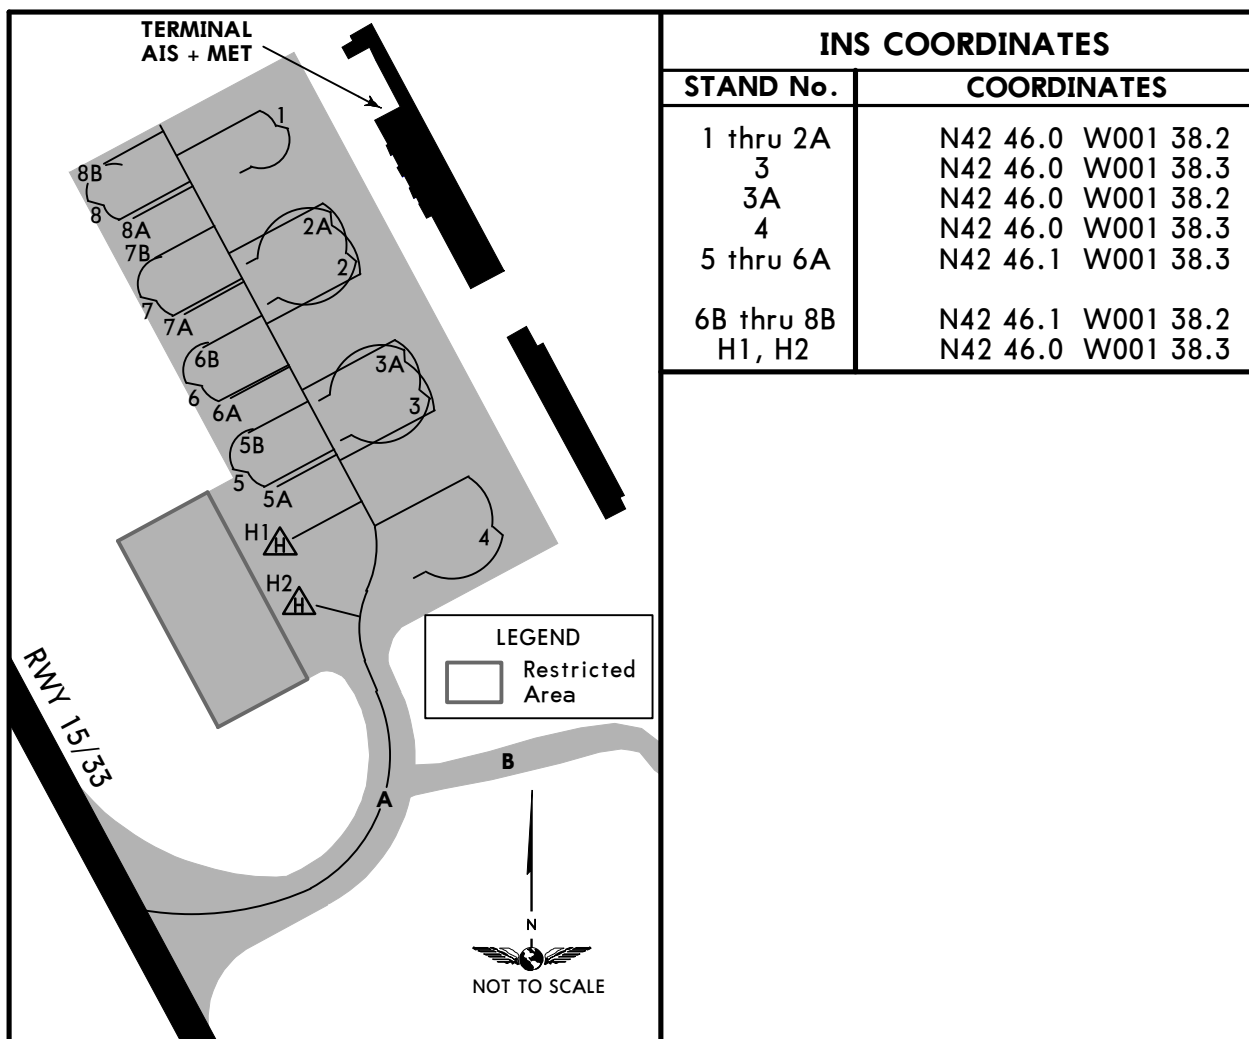 TERMINAL
AIS + MET
1
8B
8
8A
7B
2A
2
7
7A
6B
3A
6
6A
3
5B
5
5A
H1
H
4
H2
H
LEGEND
Restricted
Area
RWY 15/33
B
A
N
NOT TO SCALE
INS COORDINATES
STAND No. COORDINATES
1 thru 2A N42 46.0 W001 38.2
3 N42 46.0 W001 38.3
3A N42 46.0 W001 38.2
4 N42 46.0 W001 38.3
5 thru 6A N42 46.1 W001 38.3
6B thru 8B N42 46.1 W001 38.2
H1, H2 N42 46.0 W001 38.3